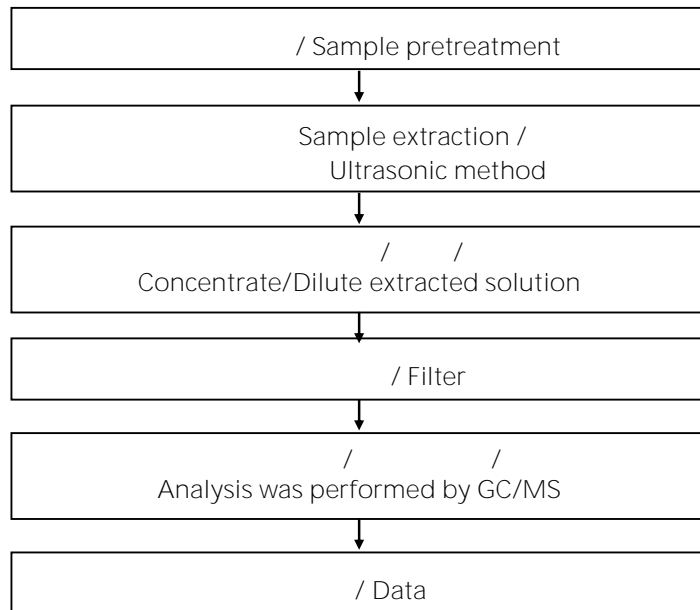 / Sample pretreatment
Sample extraction /
Ultrasonic method
/ / 
Concentrate/Dilute extracted solution
/ Filter
/ /
Analysis was performed by GC/MS
/ Data